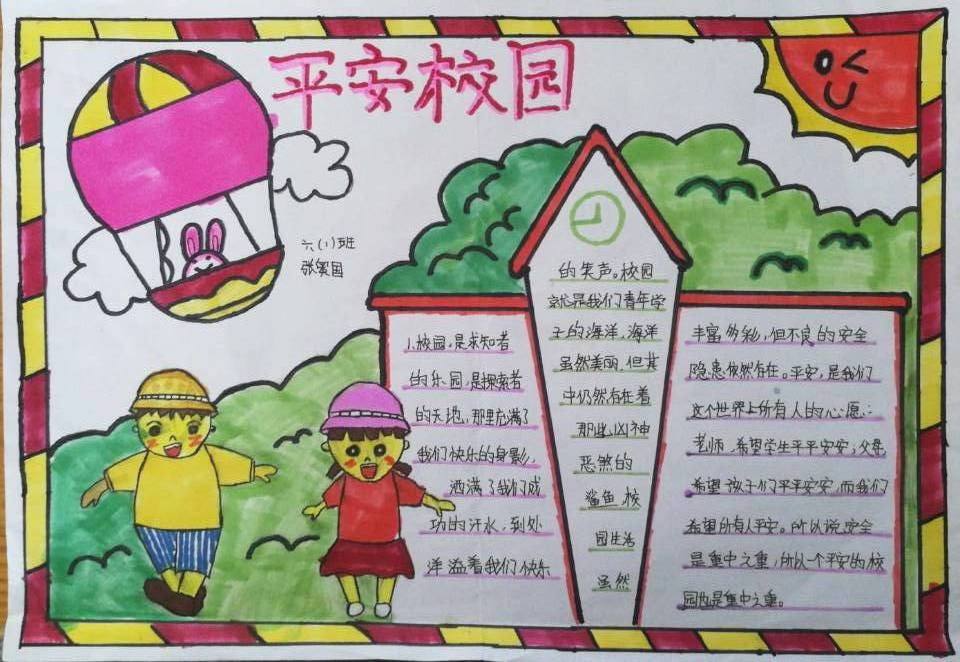 平安校园
六(1)班
张
1.校园,是求知者
的乐园,是探索者
的天地,那里充满了
我们快乐的身影,
洒满了我们成
功的汗水,到处
洋溢着我们快乐
的笑声。校园
就是我们青年学
子的海洋,海洋
虽然美丽,但其
中仍然存在着
那些凶神
恶煞的
鲨鱼,校
园生活
虽然
丰富多彩,但不良的安全
隐患依然存在。平安,是我们
这个世界上所有人的心愿:
老师,希望学生平平安安;父母
希望孩子们平平安安,而我们
希望所有人平安。所以说,安全
是重中之重,所以一个平安的校
园也是重中之重。